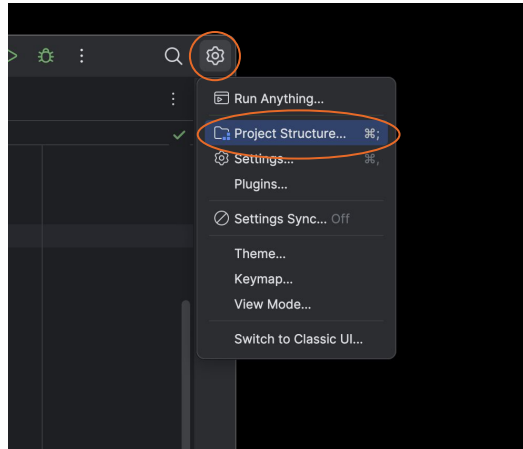 Run Anything...
Project Structure... ⌘;
Settings... ⌘,
Plugins...
Settings Sync... Off
Theme...
Keymap...
View Mode...
Switch to Classic UI...